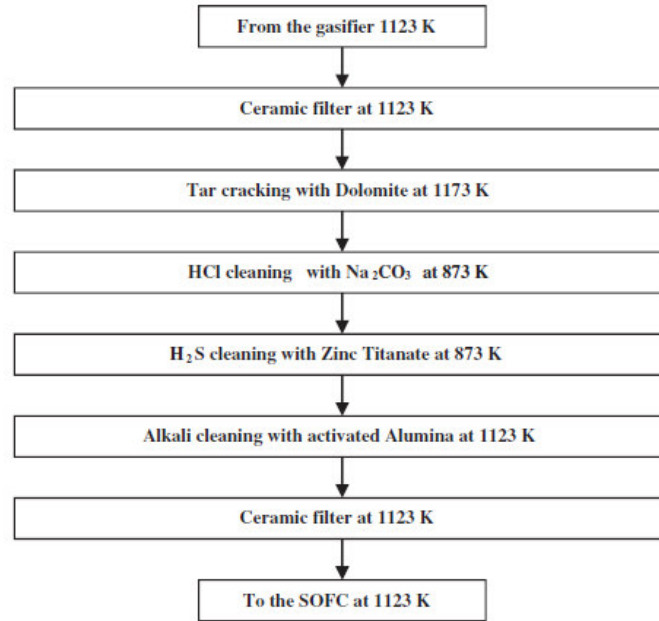 From the gasifier 1123 K
Ceramic filter at 1123 K
Tar cracking with Dolomite at 1173 K
HCl cleaning with Na₂CO₃ at 873 K
H₂S cleaning with Zinc Titanate at 873 K
Alkali cleaning with activated Alumina at 1123 K
Ceramic filter at 1123 K
To the SOFC at 1123 K